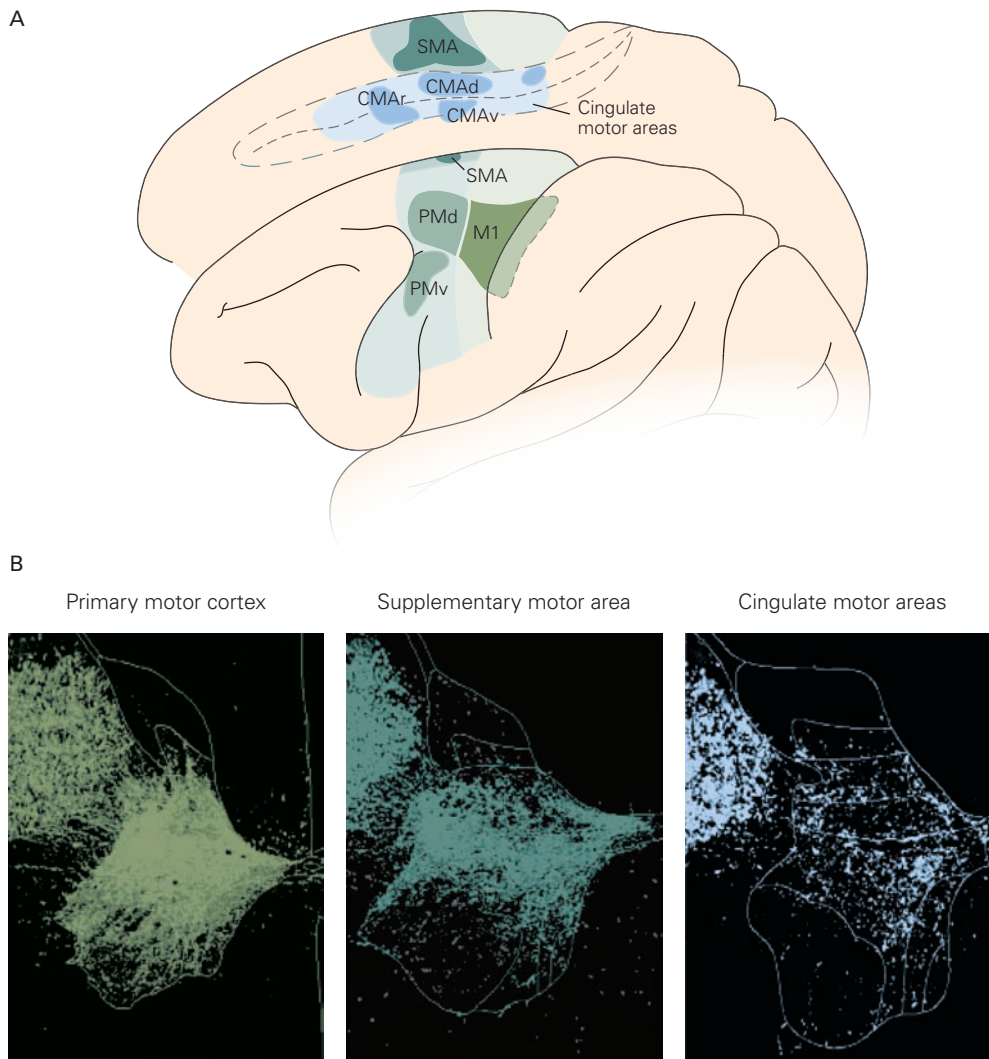 A
SMA
CMAd
CMAr
CMAv
Cingulate
motor areas
SMA
PMd
M1
PMv
B
Primary motor cortex
Supplementary motor area
Cingulate motor areas